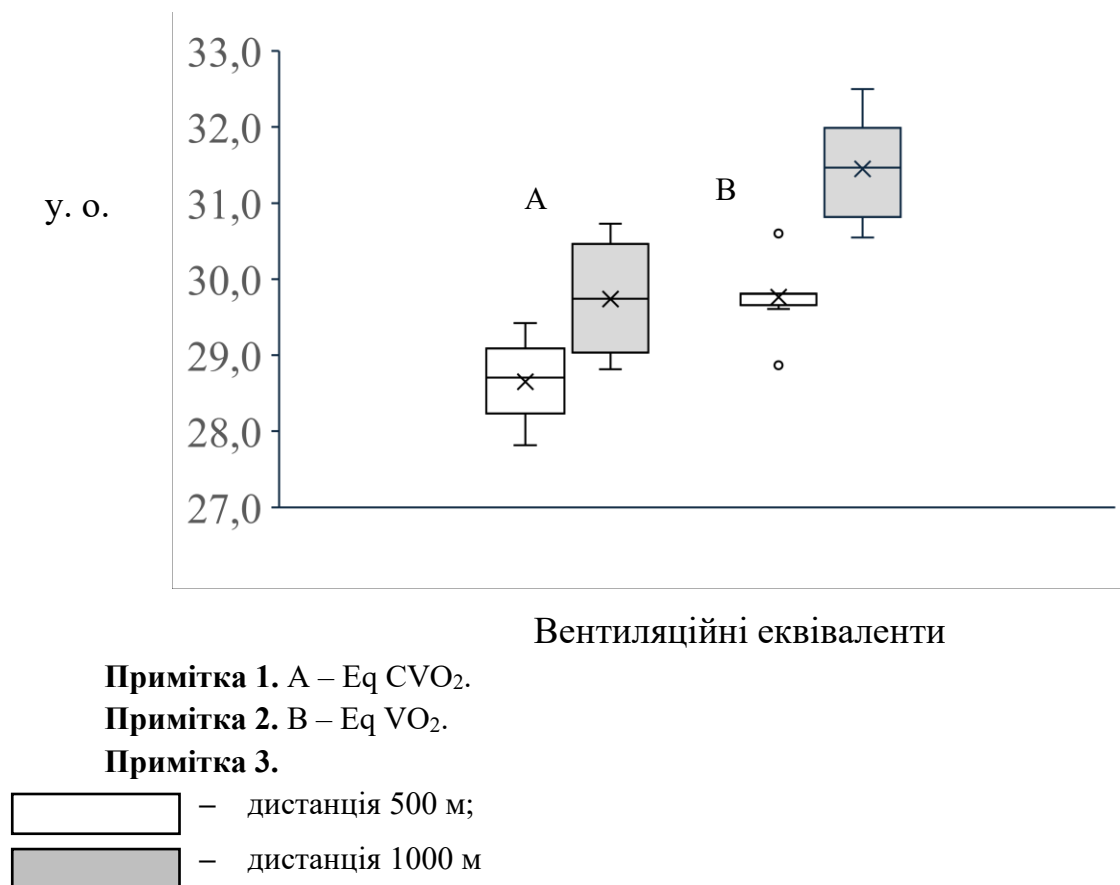 33,0
32,0
31,0
30,0
29,0
28,0
27,0
у. о.
А
В
Вентиляційні еквіваленти
Примітка 1. А – Eq CVO₂.
Примітка 2. В – Eq VO₂.
Примітка 3.
– дистанція 500 м;
– дистанція 1000 м